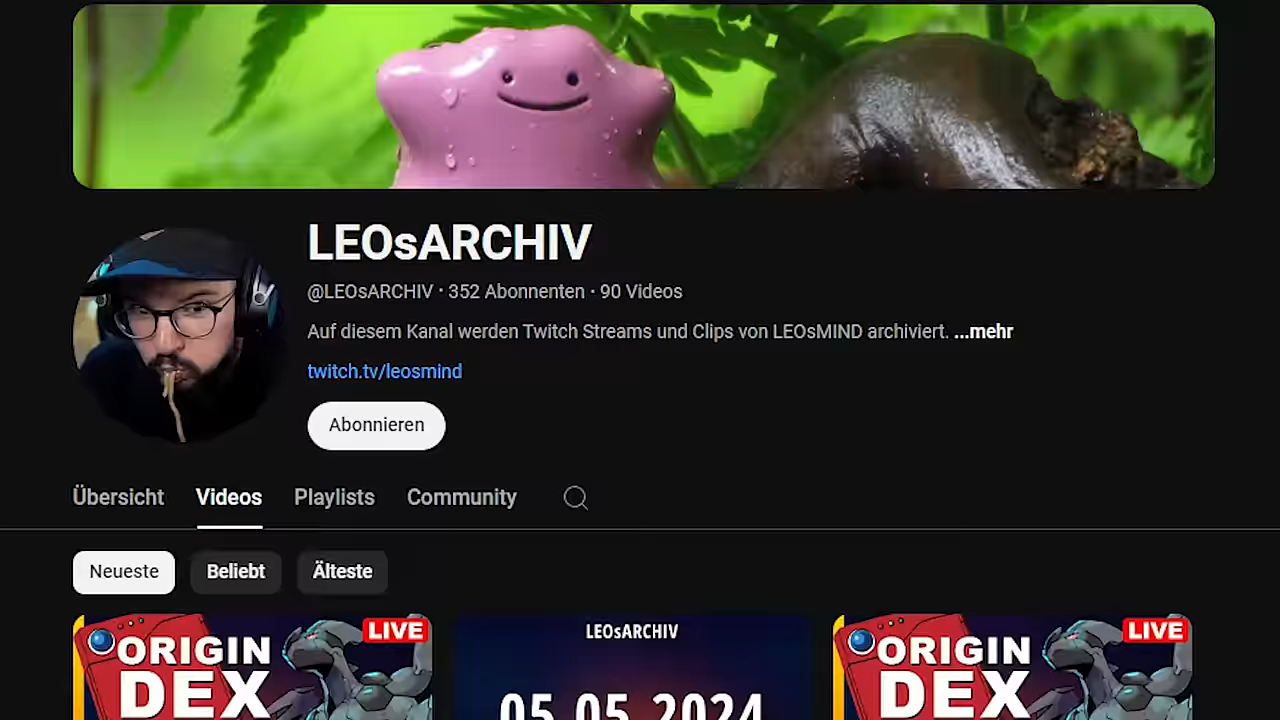 LEOsARCHIV
@LEOsARCHIV · 352 Abonnenten · 90 Videos
Auf diesem Kanal werden Twitch Streams und Clips von LEOsMIND archiviert. ...mehr
twitch.tv/leosmind
Abonnieren
Übersicht Videos Playlists Community
Neueste Beliebt Älteste
LIVE LEOsARCHIV LIVE
ORIGIN ORIGIN
DEX 05.05.2024 DEX